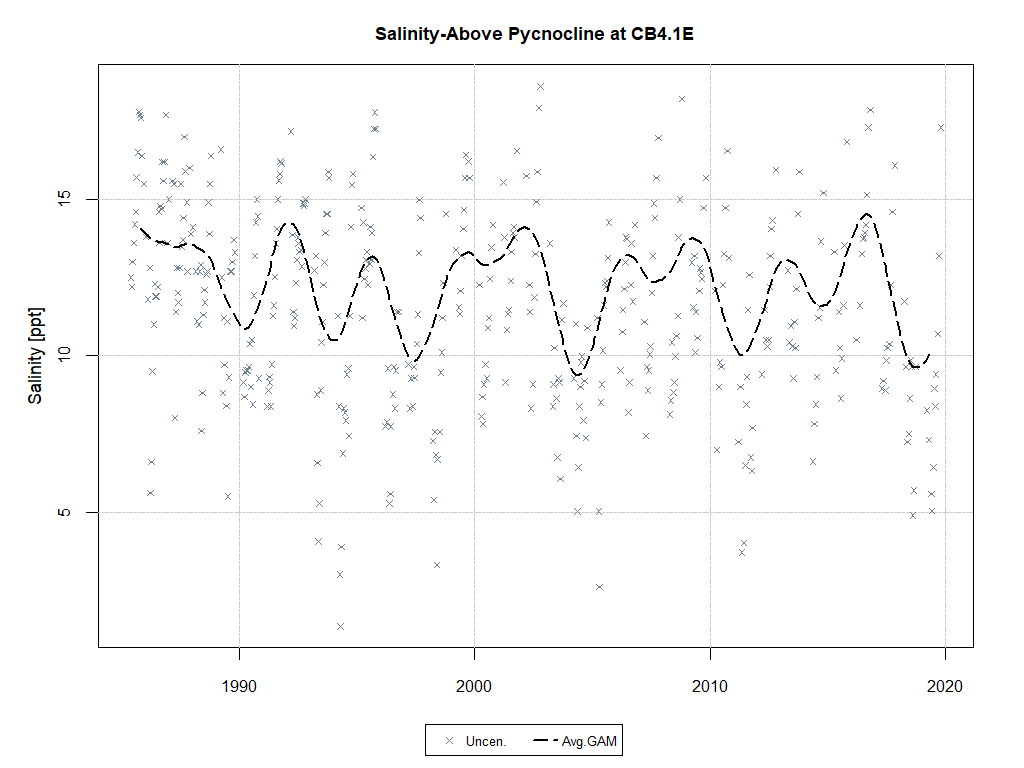 Salinity-Above Pycnocline at CB4.1E
Salinity [ppt]
15
10
5
1990 2000 2010 2020
Uncen. Avg.GAM